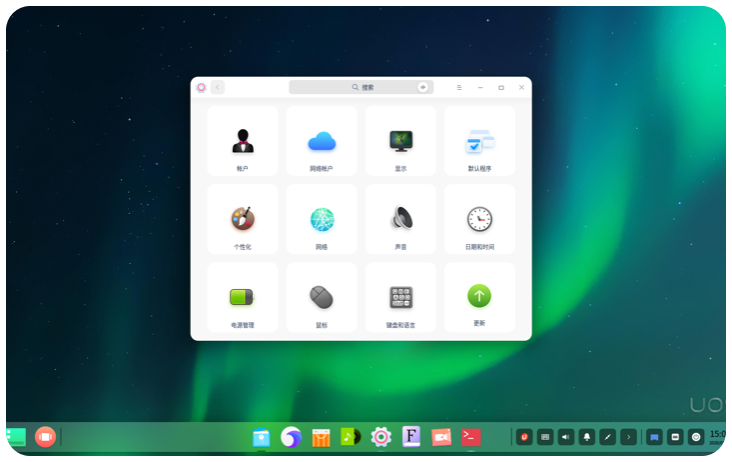 搜索
帐户
网络帐户
显示
默认程序
个性化
网络
声音
日期和时间
电源管理
鼠标
键盘和语言
更新
UO
F
15:0